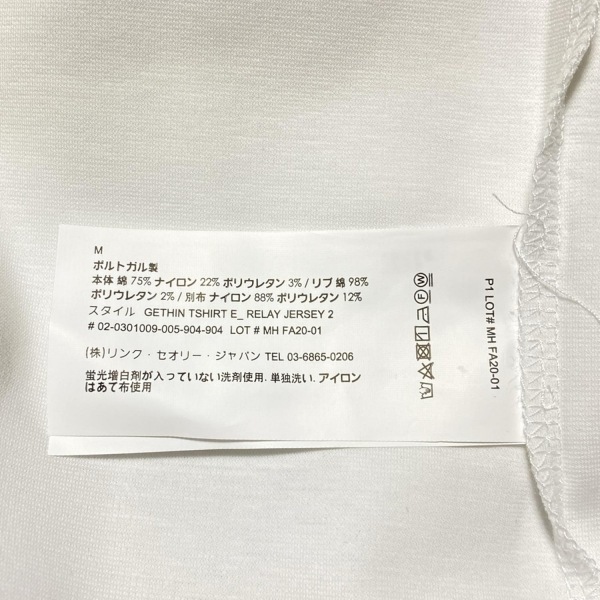 M
ポルトガル製
本体 綿 75% ナイロン 22% ポリウレタン 3% / リブ 綿 98%
ポリウレタン 2% / 別布 ナイロン 88% ポリウレタン 12%
スタイル GETHIN TSHIRT E_ RELAY JERSEY 2
# 02-0301009-005-904-904 LOT # MH FA20-01
(株)リンク・セオリー・ジャパン TEL 03-6865-0206
蛍光増白剤が入っていない洗剤使用. 単独洗い. アイロン
はあて布使用
P1 LOT# MH FA20-01